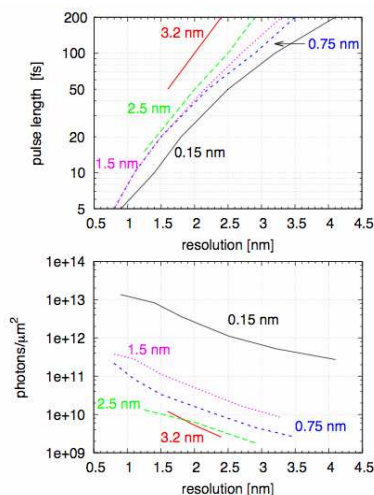 200
100
50
20
10
5
pulse length [fs]
3.2 nm
0.75 nm
2.5 nm
1.5 nm
0.15 nm
0.5 1 1.5 2 2.5 3 3.5 4 4.5
resolution [nm]
1e+14
1e+13
1e+12
1e+11
1e+10
1e+09
photons/μm²
0.15 nm
1.5 nm
2.5 nm
3.2 nm
0.75 nm
0.5 1 1.5 2 2.5 3 3.5 4 4.5
resolution [nm]